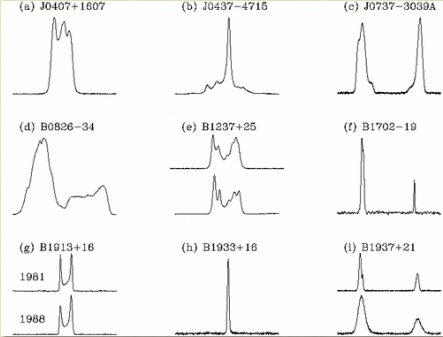 (a) J0407+1607
(b) J0437-4715
(c) J0737-3039A
(d) B0826-34
(e) B1237+25
(f) B1702-19
(g) B1913+16
1981
1988
(h) B1933+16
(i) B1937+21